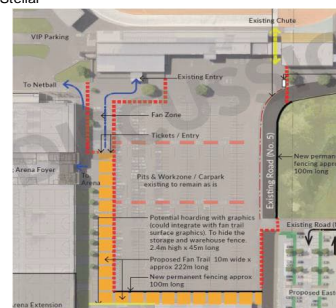 Stellar
Existing Chute
VIP Parking
To Netball
Existing Entry
Fan Zone
Tickets / Entry
Arena Foyer
Arena
Pits & Workzone / Carpark
existing to remain as is
Existing Road (No. 5)
New perman
fencing appro
100m long
Potential hoarding with graphics
(could integrate with fan trail
surface graphics). To hide the
storage and warehouse fence.
2.4m high x 45m long
Existing Road (
Proposed Fan Trail 10m wide x
approx 222m long
New permanent fencing approx
100m long
Proposed East
rena Extension